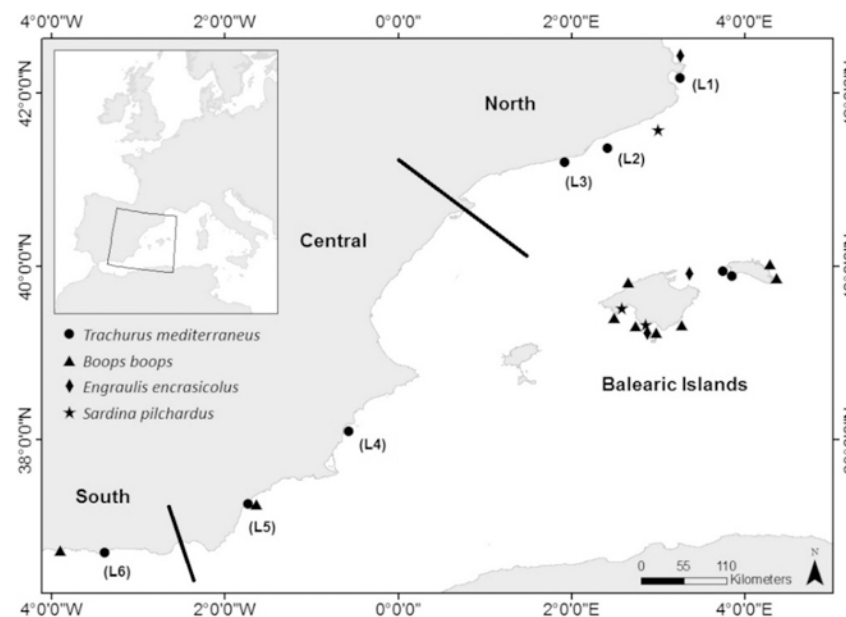 4°0'0"W 2°0'0"W 0°0'0" 2°0'0"E 4°0'0"E
42°0'0"N
40°0'0"N
38°0'0"N
North
(L1)
(L2)
(L3)
Central
Trachurus mediterraneus
Boops boops
Engraulis encrasicolus
Sardina pilchardus
Balearic Islands
(L4)
South
(L5)
(L6)
N
0 55 110
Kilometers
4°0'0"W 2°0'0"W 0°0'0" 2°0'0"E 4°0'0"E